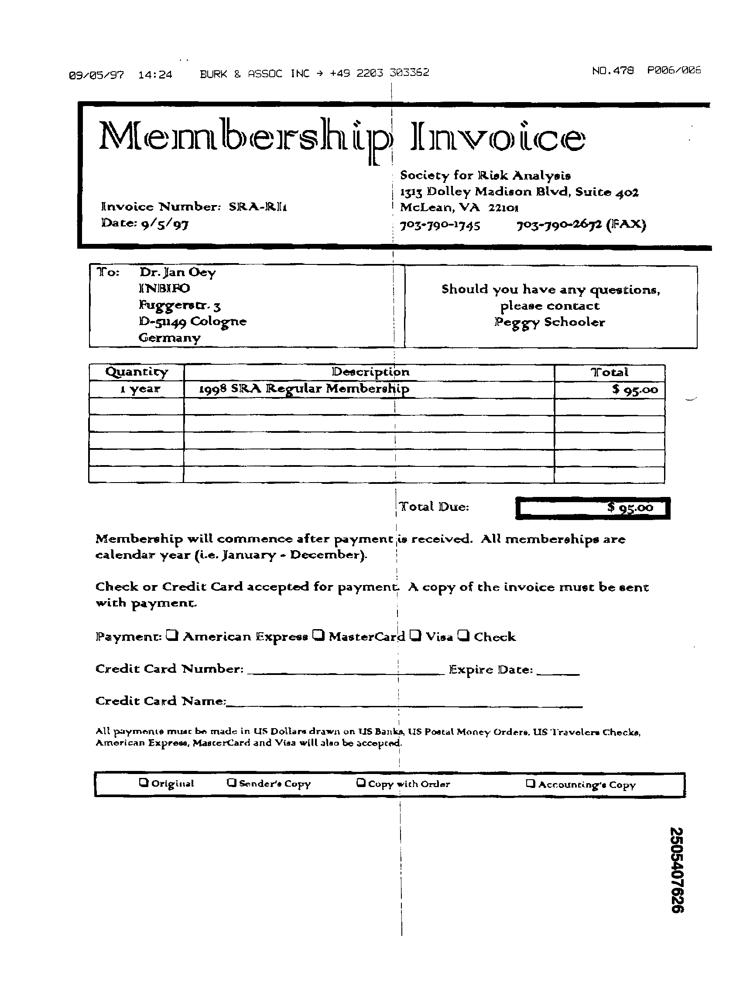 09/05/97 14:24 BURK & ASSOC INC → +49 2203 303362 NO.478 P006/006
Membership Invoice
Society for Risk Analysis
1313 Dolley Madison Blvd, Suite 402
Invoice Number: SRA-RI1 McLean, VA 22101
Date: 9/5/97 703-790-1745 703-790-2672 (FAX)
To: Dr. Jan Oey
INBIFO
Fuggerstr. 3
D-51149 Cologne
Germany
Should you have any questions,
please contact
Peggy Schooler
Quantity Description Total
1 year 1998 SRA Regular Membership $ 95.00
Total Due: $ 95.00
Membership will commence after payment is received. All memberships are
calendar year (i.e. January - December).
Check or Credit Card accepted for payment. A copy of the invoice must be sent
with payment.
Payment: ❑ American Express ❑ MasterCard ❑ Visa ❑ Check
Credit Card Number: ____________________ Expire Date: _____
Credit Card Name:____________________
All payments must be made in US Dollars drawn on US Banks, US Postal Money Orders, US Travelers Checks,
American Express, MasterCard and Visa will also be accepted.
❑ Original ❑ Sender's Copy ❑ Copy with Order ❑ Accounting's Copy
2505407626